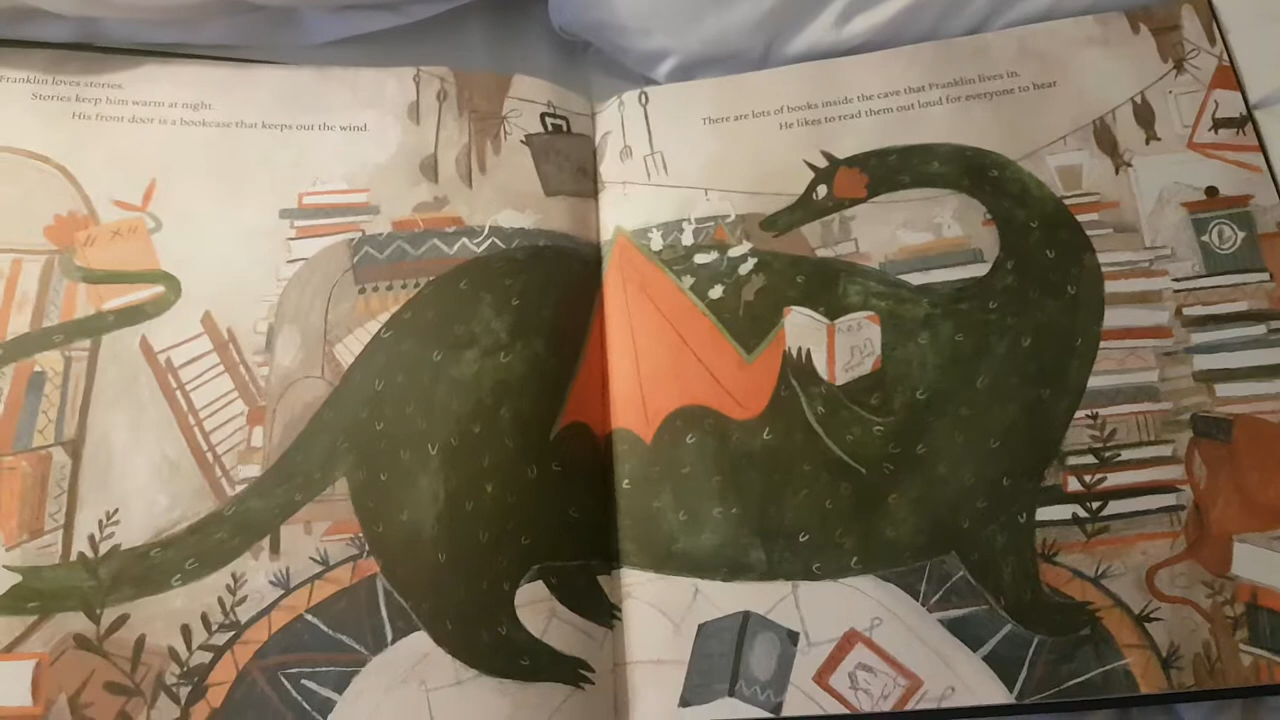 Franklin loves stories.
Stories keep him warm at night.
His front door is a bookcase that keeps out the wind.
There are lots of books inside the cave that Franklin lives in.
He likes to read them out loud for everyone to hear.